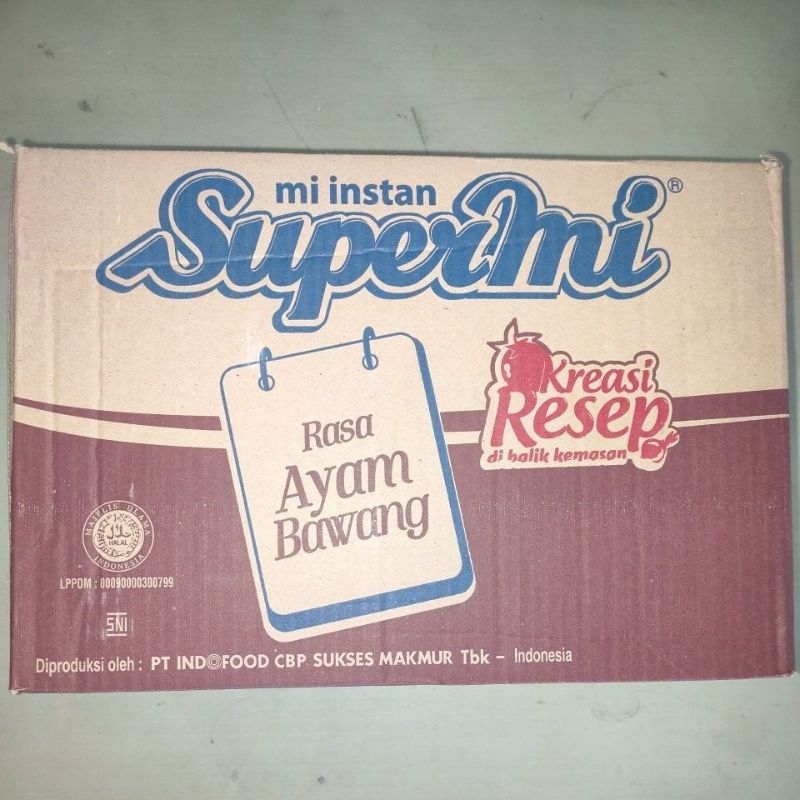 mi instan
SuperMi®
Kreasi
Resep
di balik kemasan
Rasa
Ayam
Bawang
MAJELIS ULAMA
حلال
HALAL
INDONESIA
LPPOM : 00090000300799
SNI
Diproduksi oleh : PT INDOFOOD CBP SUKSES MAKMUR Tbk – Indonesia